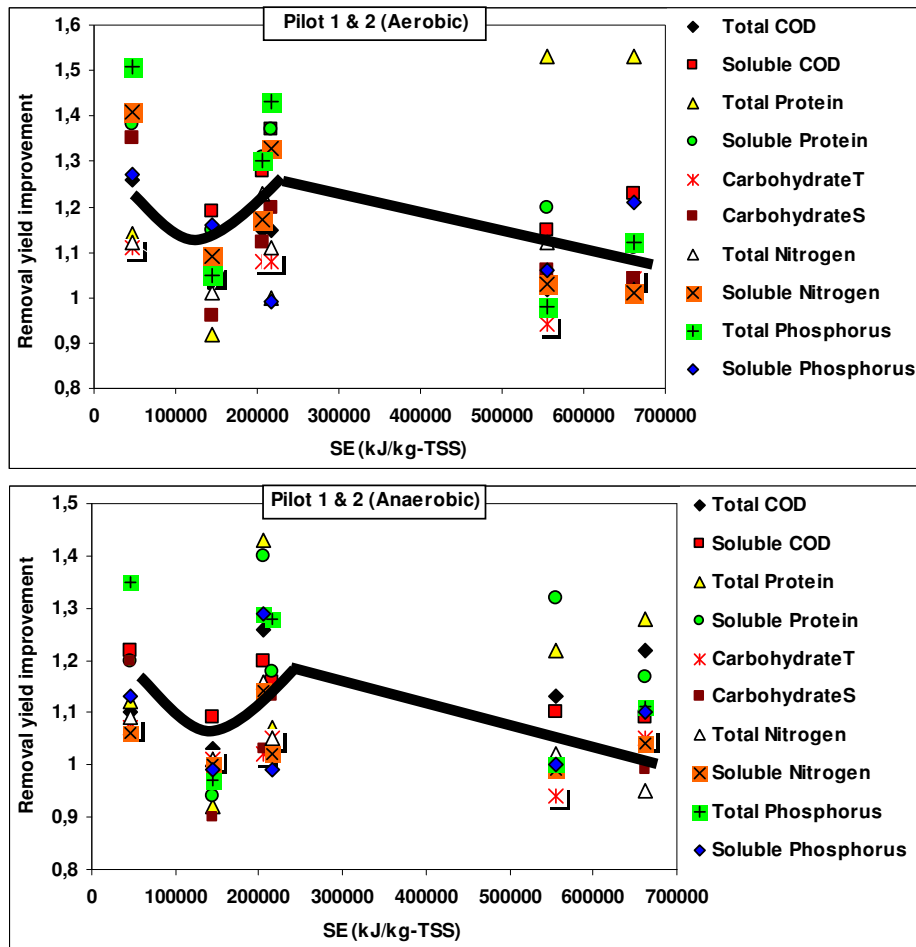 Pilot 1 & 2 (Aerobic)
Removal yield improvement
1,6
1,5
1,4
1,3
1,2
1,1
1
0,9
0,8
0
100000
200000
300000
400000
500000
600000
700000
SE (kJ/kg-TSS)
Total COD
Soluble COD
Total Protein
Soluble Protein
CarbohydrateT
CarbohydrateS
Total Nitrogen
Soluble Nitrogen
Total Phosphorus
Soluble Phosphorus
Pilot 1 & 2 (Anaerobic)
Removal yield improvement
1,5
1,4
1,3
1,2
1,1
1
0,9
0,8
0
100000
200000
300000
400000
500000
600000
700000
SE (kJ/kg-TSS)
Total COD
Soluble COD
Total Protein
Soluble Protein
CarbohydrateT
CarbohydrateS
Total Nitrogen
Soluble Nitrogen
Total Phosphorus
Soluble Phosphorus